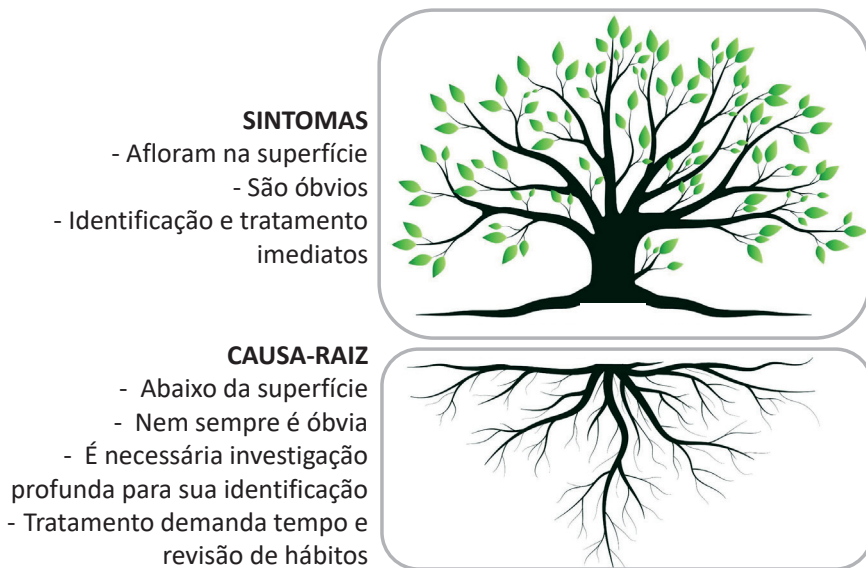 SINTOMAS
- Afloram na superfície
- São óbvios
- Identificação e tratamento
imediatos
CAUSA-RAIZ
- Abaixo da superfície
- Nem sempre é óbvia
- É necessária investigação
profunda para sua identificação
- Tratamento demanda tempo e
revisão de hábitos